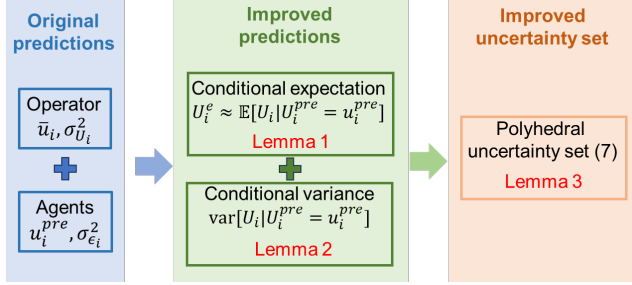 Original
predictions
Operator
ū_i, σ²_{U_i}
Agents
u_i^{pre}, σ²_{ϵ_i}
Improved
predictions
Conditional expectation
U_i^e ≈ 𝔼[U_i|U_i^{pre} = u_i^{pre}]
Lemma 1
Conditional variance
var[U_i|U_i^{pre} = u_i^{pre}]
Lemma 2
Improved
uncertainty set
Polyhedral
uncertainty set (7)
Lemma 3